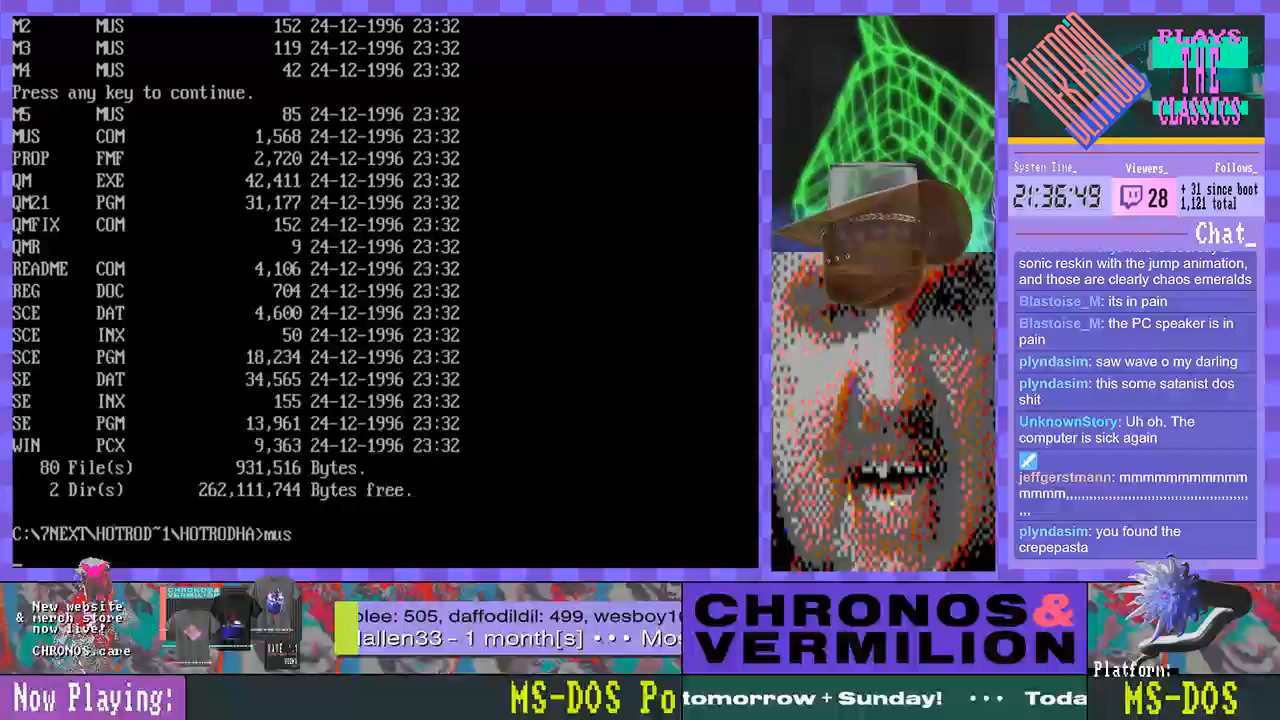 M2 MUS 152 24-12-1996 23:32
M3 MUS 119 24-12-1996 23:32
M4 MUS 42 24-12-1996 23:32
Press any key to continue.
M5 MUS 85 24-12-1996 23:32
MUS COM 1,568 24-12-1996 23:32
PROP FMF 2,720 24-12-1996 23:32
QM EXE 42,411 24-12-1996 23:32
QM21 PGM 31,177 24-12-1996 23:32
QMFIX COM 152 24-12-1996 23:32
QMR 9 24-12-1996 23:32
README COM 4,106 24-12-1996 23:32
REG DOC 704 24-12-1996 23:32
SCE DAT 4,600 24-12-1996 23:32
SCE INX 50 24-12-1996 23:32
SCE PGM 18,234 24-12-1996 23:32
SE DAT 34,565 24-12-1996 23:32
SE INX 155 24-12-1996 23:32
SE PGM 13,961 24-12-1996 23:32
WIN PCX 9,363 24-12-1996 23:32
80 File(s) 931,516 Bytes.
2 Dir(s) 262,111,744 Bytes free.
C:\7NEXT\HOTROD~1\HOTRODHA>mus
PLAYS
THE
CLASSICS
System Time_ Viewers_ Follows_
21:36:49 28 + 31 since boot
1,121 total
Chat_
sonic reskin with the jump animation,
and those are clearly chaos emeralds
Blastoise_M: its in pain
Blastoise_M: the PC speaker is in
pain
plyndasim: saw wave o my darling
plyndasim: this some satanist dos
shit
UnknownStory: Uh oh. The
computer is sick again
jeffgerstmann: mmmmmmmmmmm
plyndasim: you found the
crepepasta
New website
& merch store
now live!
CHRONOS.care
olee: 505, daffodildil: 499, wesboy1
allen33 - 1 month[s] ••• Mos
CHRONOS&
VERMILION
Platform:
MS-DOS
Now Playing:
MS-DOS Po
tomorrow + Sunday! ••• Toda